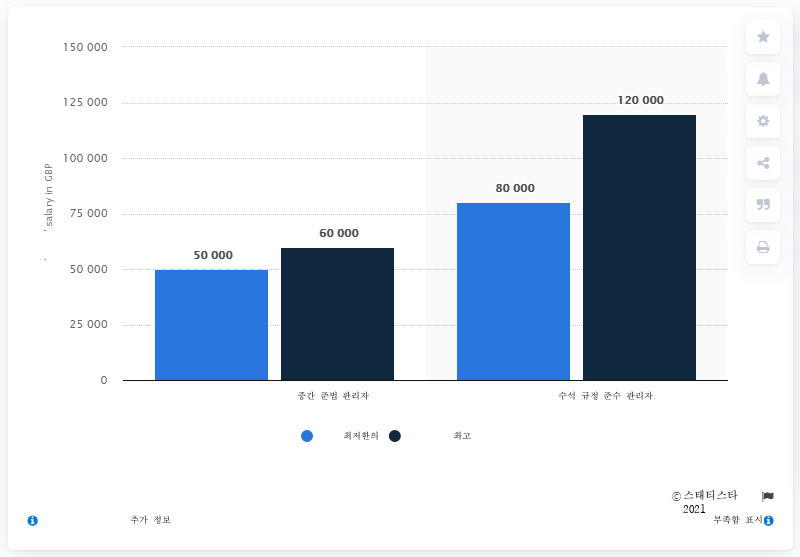 150 000
125 000
100 000
75 000
50 000
25 000
0
salary in GBP
50 000
60 000
80 000
120 000
중간 준법 관리자
수석 규정 준수 관리자
최저한의
최고
© 스태티스타
2021
추가 정보
부족함 표시